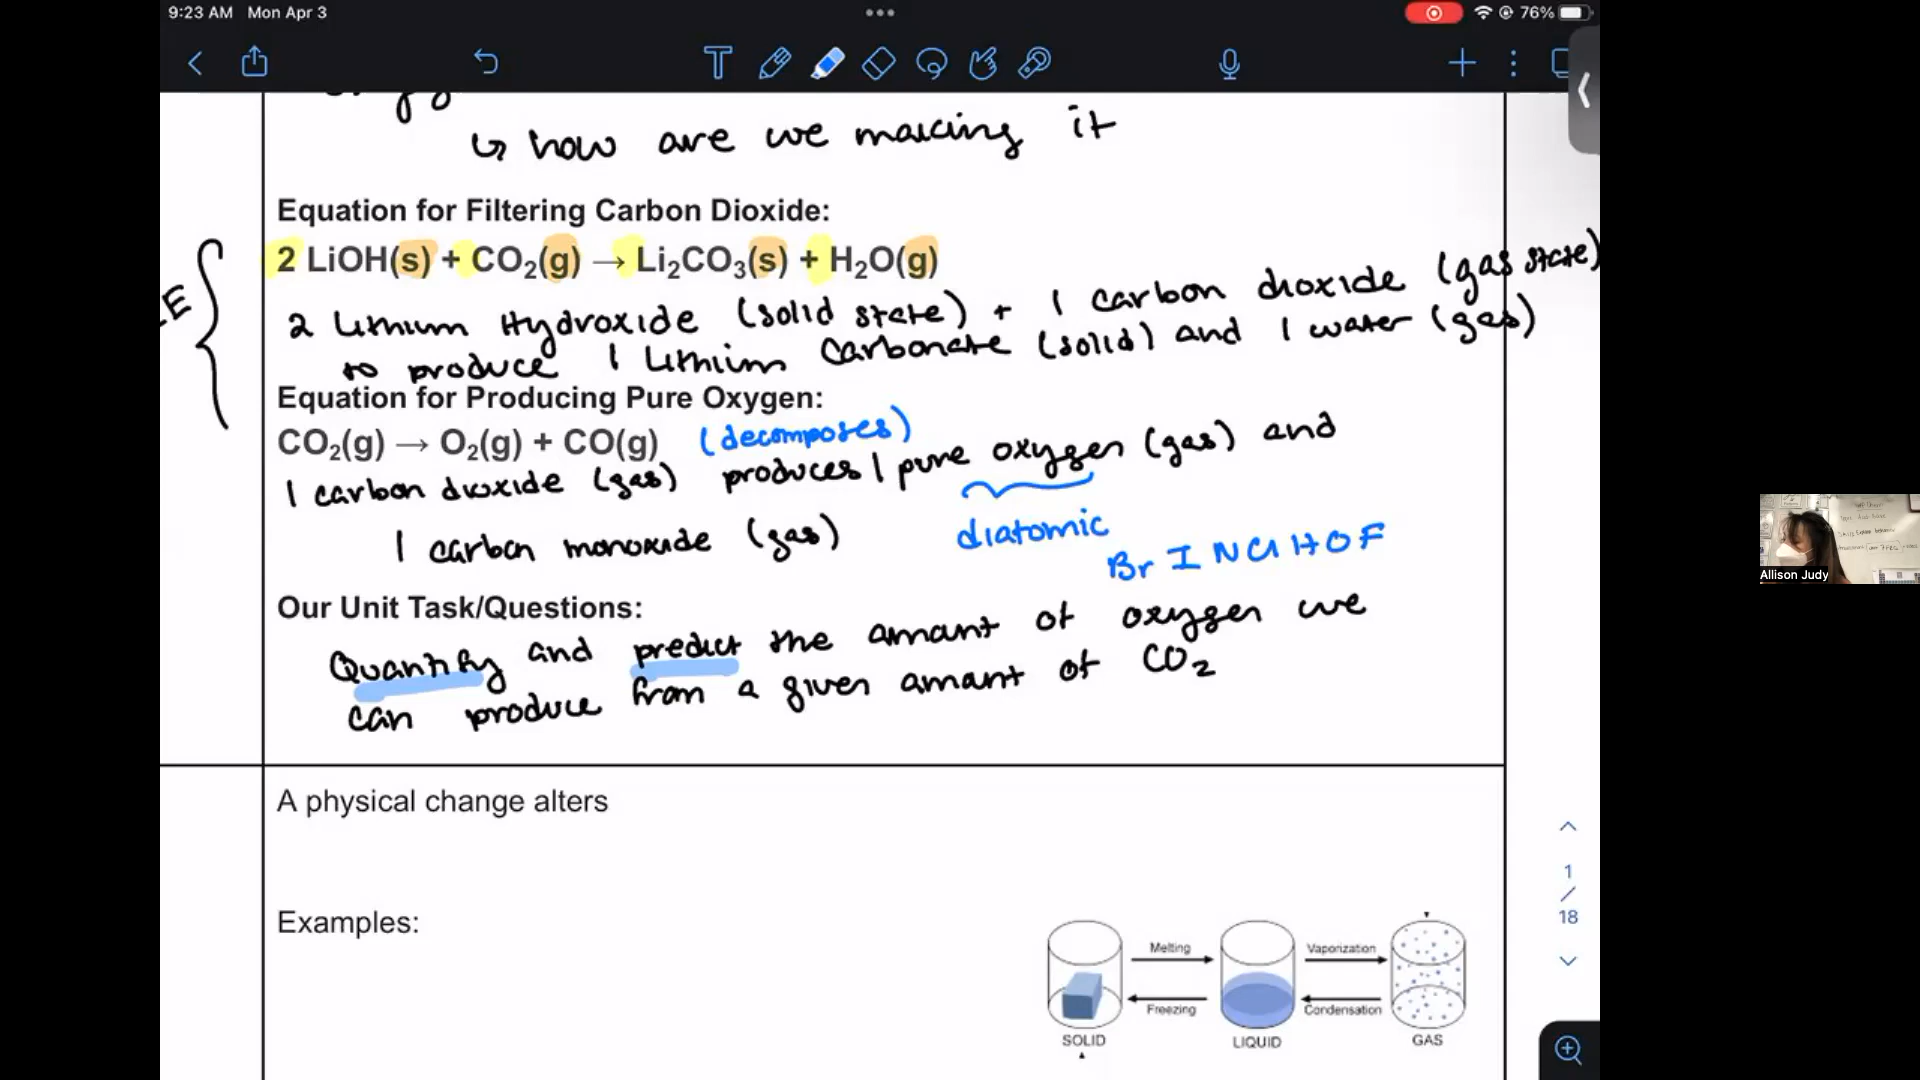 9:23 AM Mon Apr 3
76%
↳ how are we making it
Equation for Filtering Carbon Dioxide:
2 LiOH(s) + CO₂(g) → Li₂CO₃(s) + H₂O(g)
2 Lithium Hydroxide (solid state) + 1 carbon dioxide (gas state)
to produce 1 Lithium Carbonate (solid) and 1 water (gas)
Equation for Producing Pure Oxygen:
CO₂(g) → O₂(g) + CO(g) (decomposes)
1 carbon dioxide (gas) produces 1 pure oxygen (gas) and
1 carbon monoxide (gas) diatomic
Br I N Cl H O F
Our Unit Task/Questions:
Quantify and predict the amount of oxygen we
can produce from a given amount of CO₂
A physical change alters
Examples:
Melting
Freezing
Vaporization
Condensation
SOLID
LIQUID
GAS
1
/
18
Allison Judy